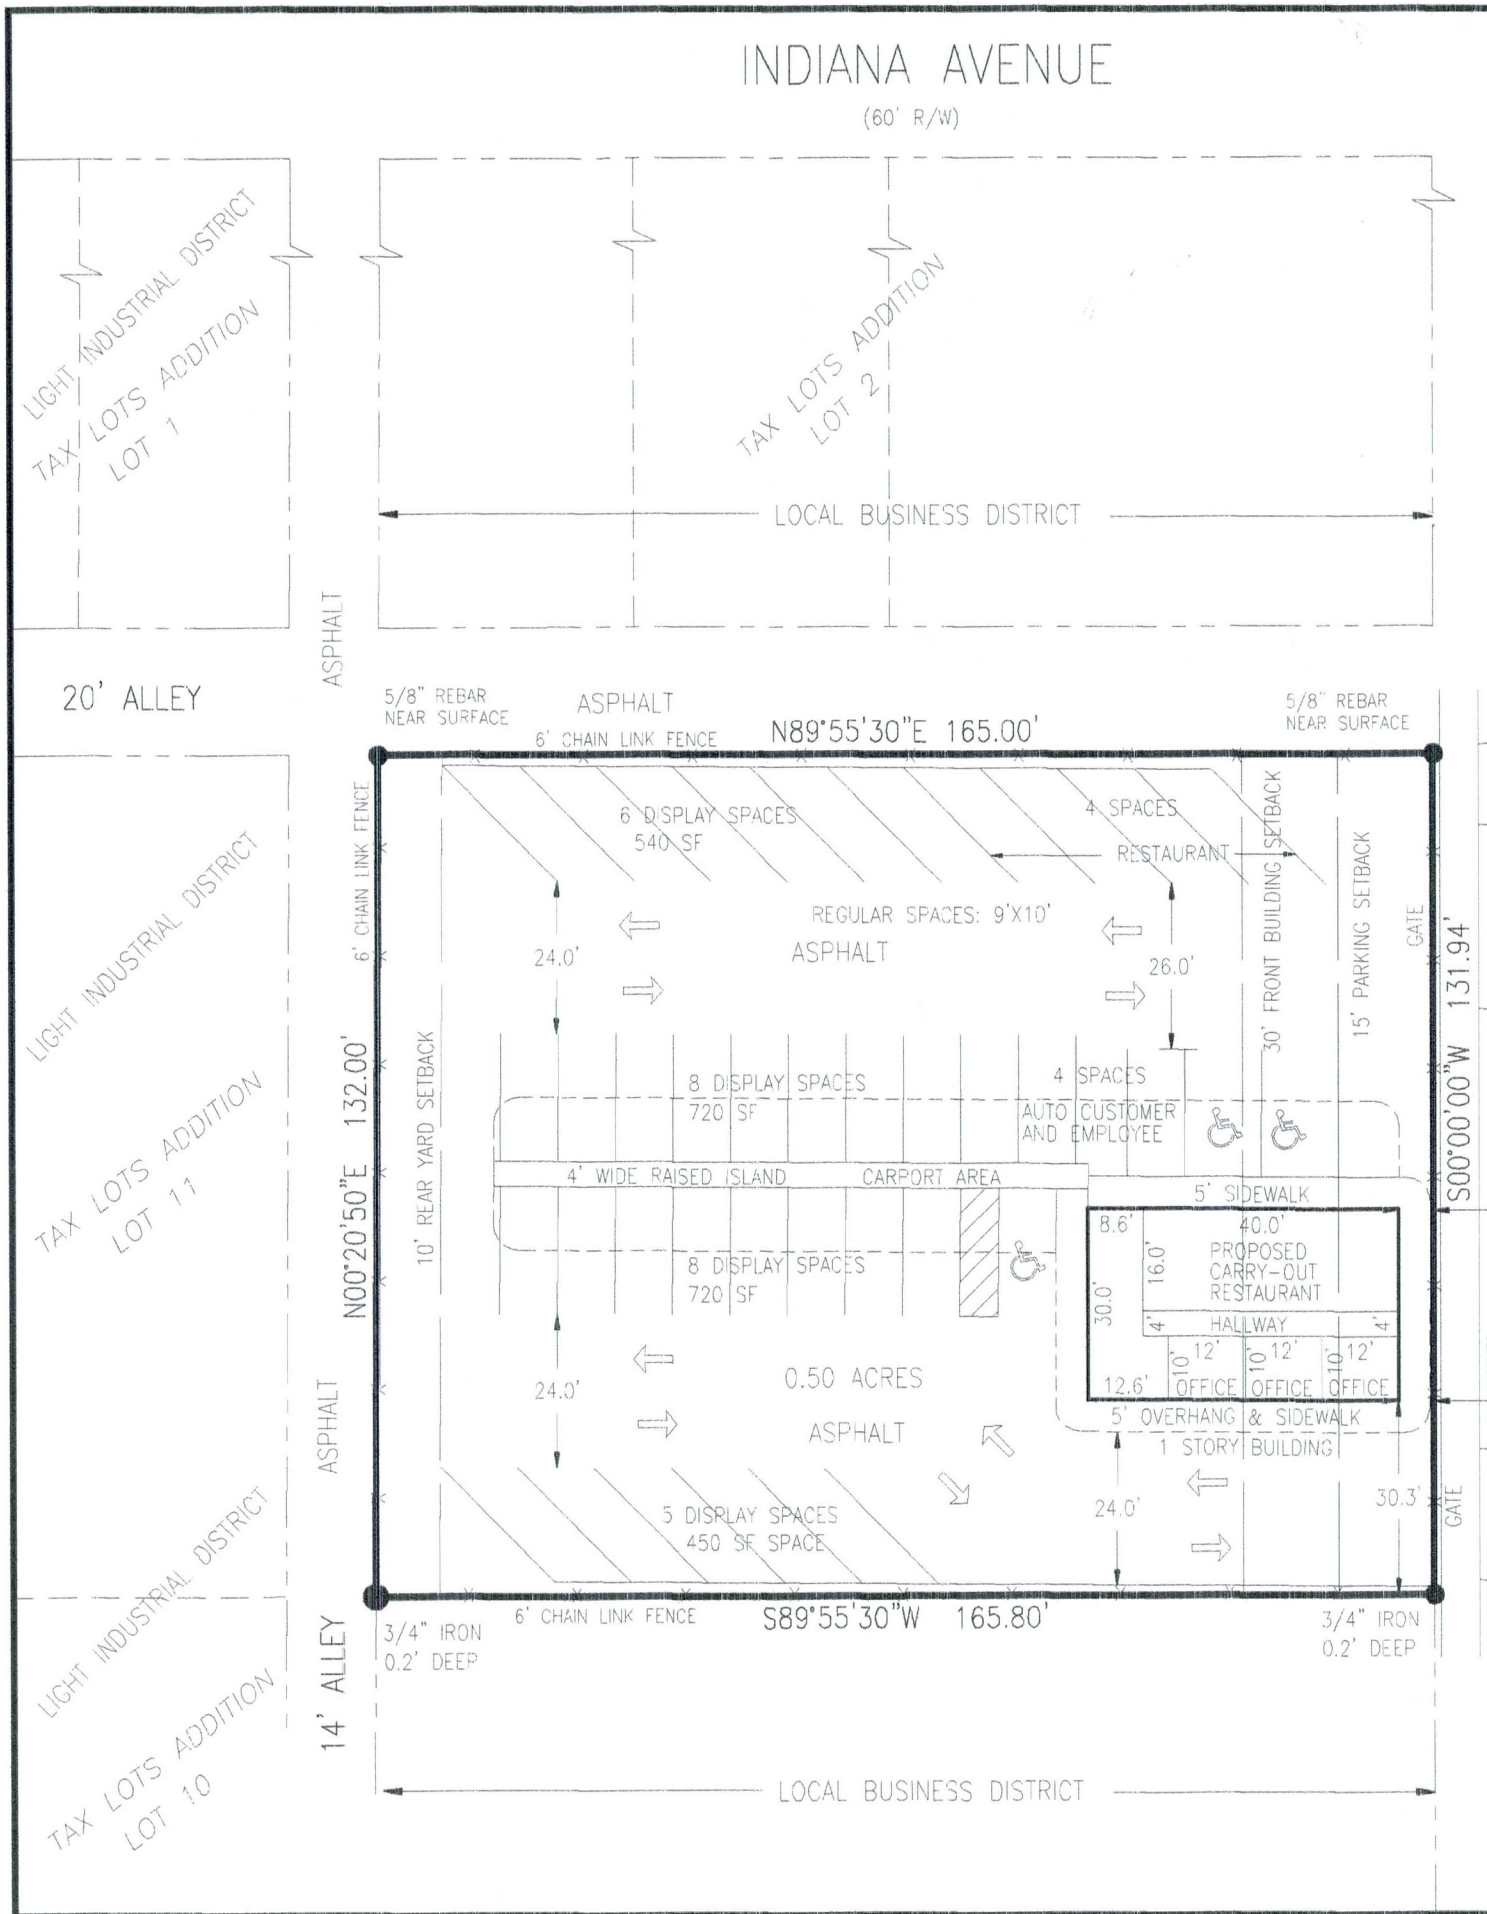 INDIANA AVENUE
(60' R/W)
LIGHT INDUSTRIAL DISTRICT
TAX LOTS ADDITION
LOT 1
TAX LOTS ADDITION
LOT 2
LOCAL BUSINESS DISTRICT
ASPHALT
20' ALLEY
5/8" REBAR
NEAR SURFACE
ASPHALT
6' CHAIN LINK FENCE
N89°55'30"E 165.00'
5/8" REBAR
NEAR SURFACE
6' CHAIN LINK FENCE
6 DISPLAY SPACES
540 SF
4 SPACES
RESTAURANT
30' FRONT BUILDING SETBACK
15' PARKING SETBACK
GATE
S00°00'00"W 131.94'
LIGHT INDUSTRIAL DISTRICT
REGULAR SPACES: 9'X10'
ASPHALT
24.0'
26.0'
N00°20'50"E 132.00'
10' REAR YARD SETBACK
8 DISPLAY SPACES
720 SF
4 SPACES
AUTO CUSTOMER
AND EMPLOYEE
TAX LOTS ADDITION
LOT 11
4' WIDE RAISED ISLAND
CARPORT AREA
5' SIDEWALK
8.6'
40.0'
16.0'
30.0'
PROPOSED
CARRY-OUT
RESTAURANT
8 DISPLAY SPACES
720 SF
4'
HALLWAY
4'
10'
12'
10'
12'
10'
12'
12.6'
OFFICE
OFFICE
OFFICE
24.0'
0.50 ACRES
ASPHALT
ASPHALT
5' OVERHANG & SIDEWALK
1 STORY BUILDING
5 DISPLAY SPACES
450 SF SPACE
24.0'
30.3'
GATE
LIGHT INDUSTRIAL DISTRICT
6' CHAIN LINK FENCE
S89°55'30"W 165.80'
3/4" IRON
0.2' DEEP
3/4" IRON
0.2' DEEP
14' ALLEY
TAX LOTS ADDITION
LOT 10
LOCAL BUSINESS DISTRICT